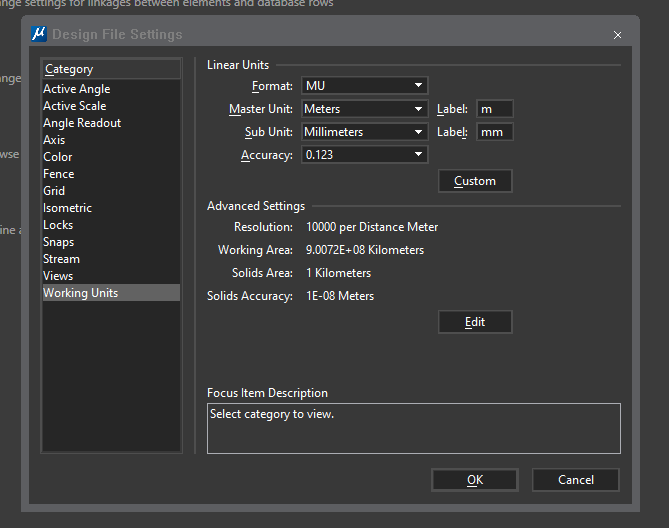 ange settings for linkages between elements and database rows
µ Design File Settings ×
ange
wse
ine a
Category
Active Angle
Active Scale
Angle Readout
Axis
Color
Fence
Grid
Isometric
Locks
Snaps
Stream
Views
Working Units
Linear Units
Format: MU
Master Unit: Meters Label: m
Sub Unit: Millimeters Label: mm
Accuracy: 0.123
Custom
Advanced Settings
Resolution: 10000 per Distance Meter
Working Area: 9.0072E+08 Kilometers
Solids Area: 1 Kilometers
Solids Accuracy: 1E-08 Meters
Edit
Focus Item Description
Select category to view.
OK Cancel